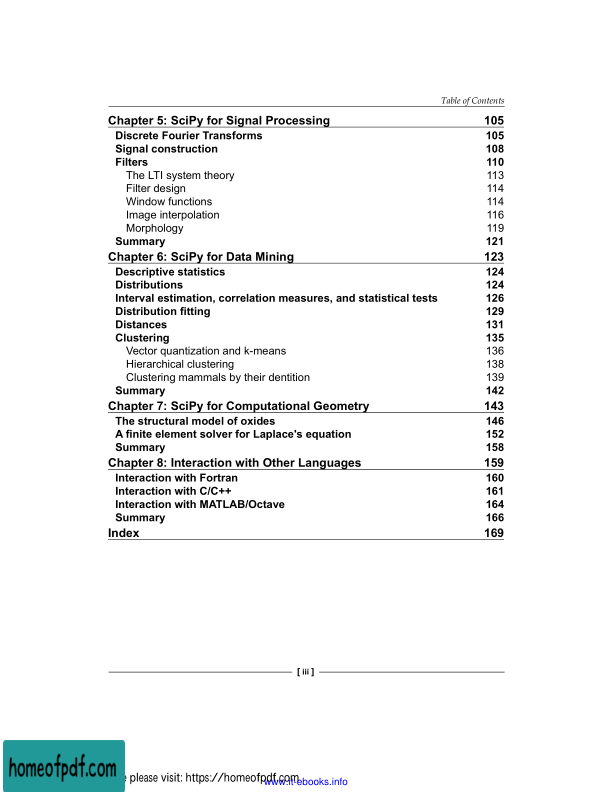 Table of Contents
Chapter 5: SciPy for Signal Processing 105
Discrete Fourier Transforms 105
Signal construction 108
Filters 110
The LTI system theory 113
Filter design 114
Window functions 114
Image interpolation 116
Morphology 119
Summary 121
Chapter 6: SciPy for Data Mining 123
Descriptive statistics 124
Distributions 124
Interval estimation, correlation measures, and statistical tests 126
Distribution fitting 129
Distances 131
Clustering 135
Vector quantization and k-means 136
Hierarchical clustering 138
Clustering mammals by their dentition 139
Summary 142
Chapter 7: SciPy for Computational Geometry 143
The structural model of oxides 146
A finite element solver for Laplace's equation 152
Summary 158
Chapter 8: Interaction with Other Languages 159
Interaction with Fortran 160
Interaction with C/C++ 161
Interaction with MATLAB/Octave 164
Summary 166
Index 169
[ iii ]
homeofpdf.com
please visit: https://homeofpdf.com
www.it-ebooks.info